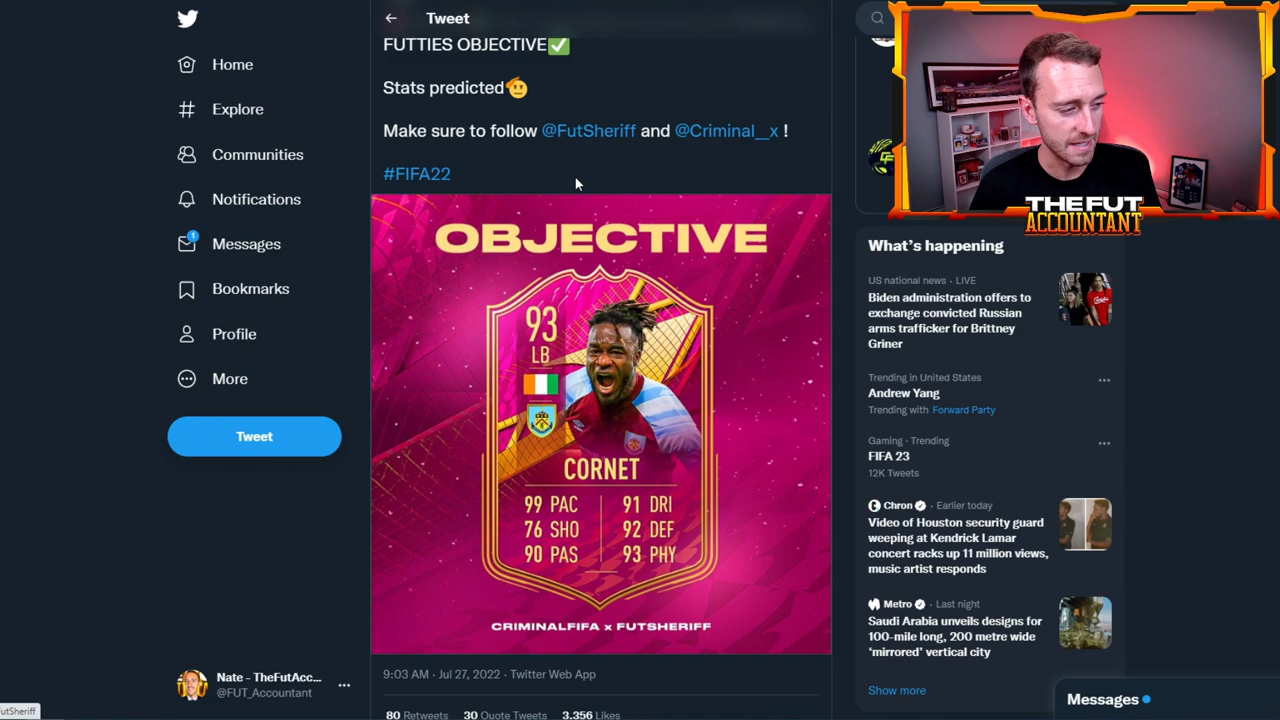 Tweet
FUTTIES OBJECTIVE✅
Stats predicted
Make sure to follow @FutSheriff and @Criminal__x !
#FIFA22
OBJECTIVE
93
LB
CORNET
99 PAC
76 SHO
90 PAS
91 DRI
92 DEF
93 PHY
CRIMINALFIFA x FUTSHERIFF
9:03 AM · Jul 27, 2022 · Twitter Web App
80 Retweets 30 Quote Tweets 3,356 Likes
Home
Explore
Communities
Notifications
1
Messages
Bookmarks
Profile
More
Tweet
Nate - TheFutAcc...
@FUT_Accountant
utSheriff
THE FUT
ACCOUNTANT
What's happening
US national news · LIVE
Biden administration offers to
exchange convicted Russian
arms trafficker for Brittney
Griner
Trending in United States
Andrew Yang
Trending with Forward Party
Gaming · Trending
FIFA 23
12K Tweets
Chron · Earlier today
Video of Houston security guard
weeping at Kendrick Lamar
concert racks up 11 million views,
music artist responds
Metro · Last night
Saudi Arabia unveils designs for
100-mile long, 200 metre wide
'mirrored' vertical city
Show more
Messages